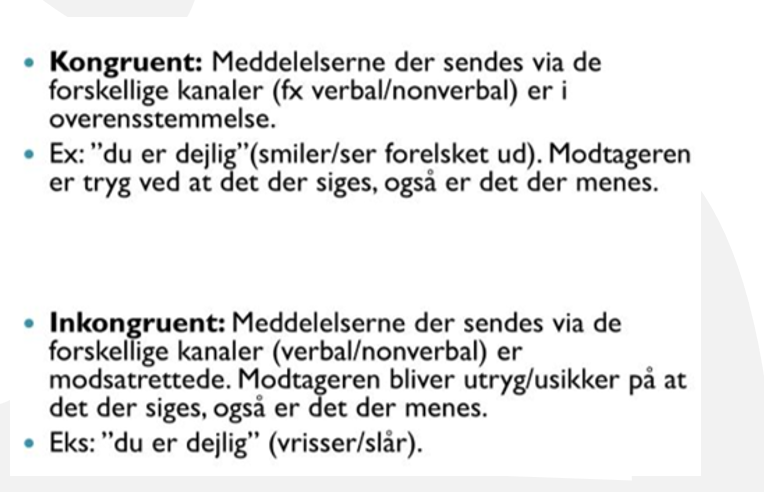 • Kongruent: Meddelelserne der sendes via de
forskellige kanaler (fx verbal/nonverbal) er i
overensstemmelse.
• Ex: ”du er dejlig”(smiler/ser forelsket ud). Modtageren
er tryg ved at det der siges, også er det der menes.
• Inkongruent: Meddelelserne der sendes via de
forskellige kanaler (verbal/nonverbal) er
modsatrettede. Modtageren bliver utryg/usikker på at
det der siges, også er det der menes.
• Eks: ”du er dejlig” (vrisser/slår).